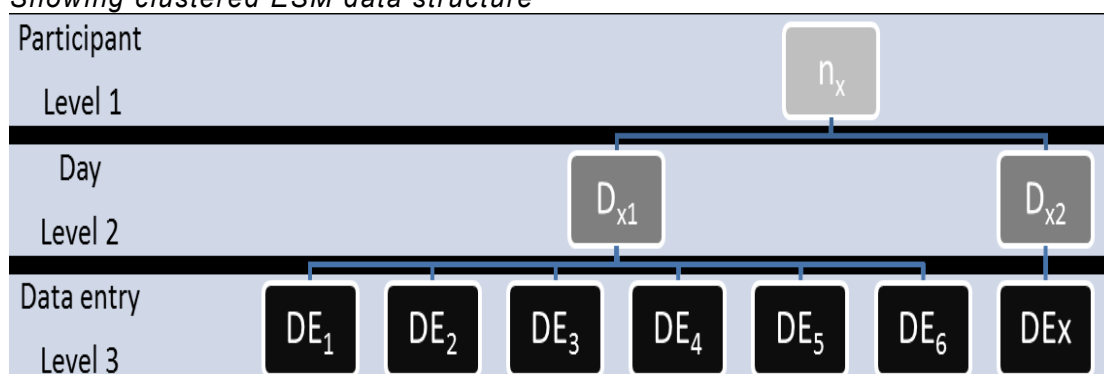 Showing clustered ESM data structure
Participant
Level 1
nₓ
Day
Level 2
Dₓ₁
Dₓ₂
Data entry
Level 3
DE₁ DE₂ DE₃ DE₄ DE₅ DE₆ DEx